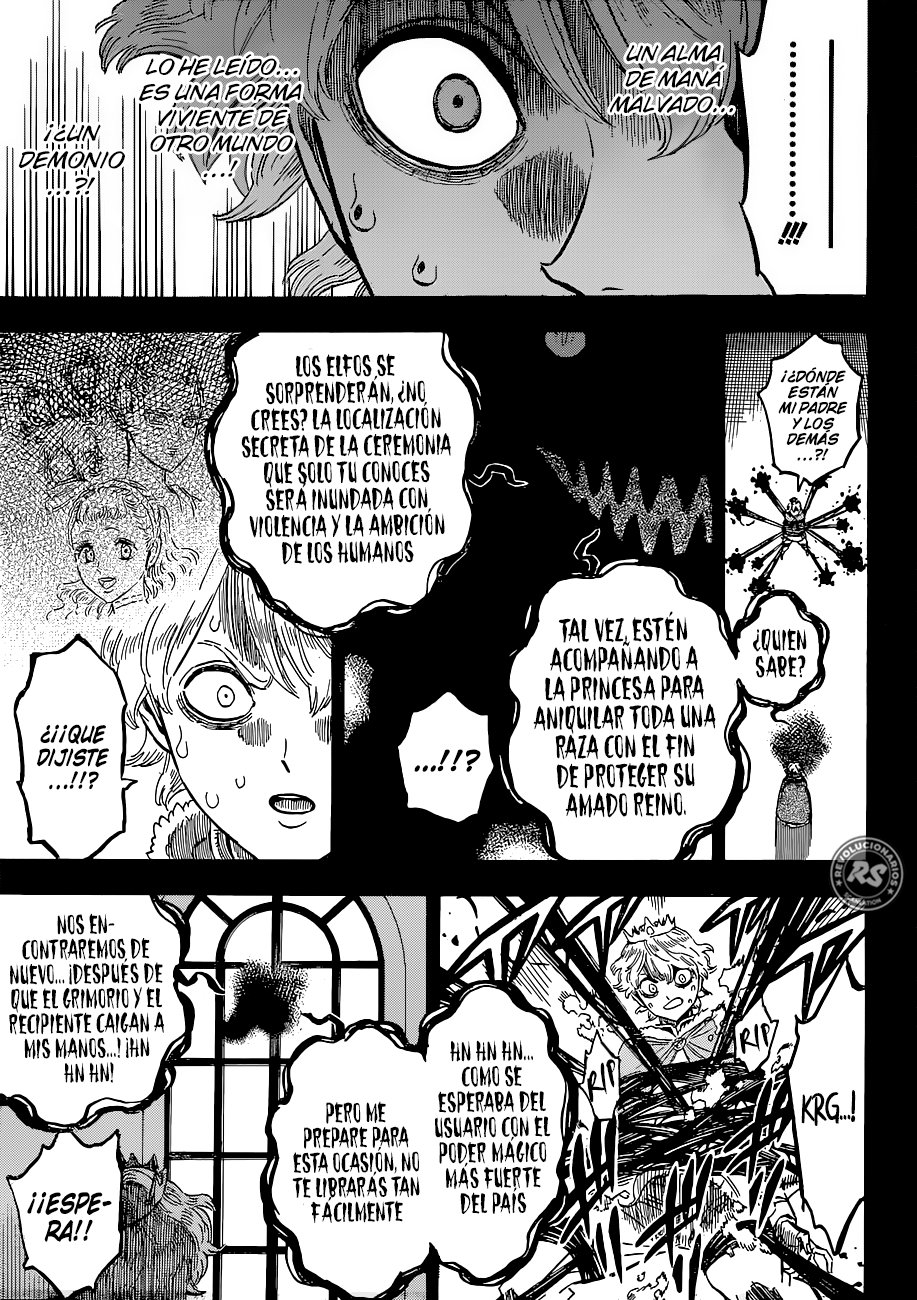 UN ALMA
DE MANÁ
MALVADO...
LO HE LEÍDO...
ES UNA FORMA
VIVIENTE DE
OTRO MUNDO
...!
¡¿UN
DEMONIO
...?!
¡¿DÓNDE
ESTÁN
MI PADRE
Y LOS
DEMÁS
...?!
¿QUIEN
SABE?
TAL VEZ, ESTÉN
ACOMPAÑANDO A
LA PRINCESA PARA
ANIQUILAR TODA UNA
RAZA CON EL FIN
DE PROTEGER SU
AMADO REINO.
...!!?
LOS ELFOS SE
SORPRENDERÁN, ¿NO
CREES? LA LOCALIZACIÓN
SECRETA DE LA CEREMONIA
QUE SOLO TU CONOCES
SERÁ INUNDADA CON
VIOLENCIA Y LA AMBICIÓN
DE LOS HUMANOS
¿¡¡QUE
DIJISTE
...!!?
REVOLUCIONARIOS
RS
KRG...!
RIP
RIP
HN HN HN...
COMO SE
ESPERABA DEL
USUARIO CON EL
PODER MÁGICO
MÁS FUERTE
DEL PAÍS
PERO ME
PREPARE PARA
ESTA OCASIÓN, NO
TE LIBRARÁS TAN
FACILMENTE
NOS EN-
CONTRAREMOS DE
NUEVO... ¡DESPUÉS DE
QUE EL GRIMORIO Y EL
RECIPIENTE CAIGAN A
MIS MANOS...! ¡HN
HN HN!
¡¡ESPE-
RA!!